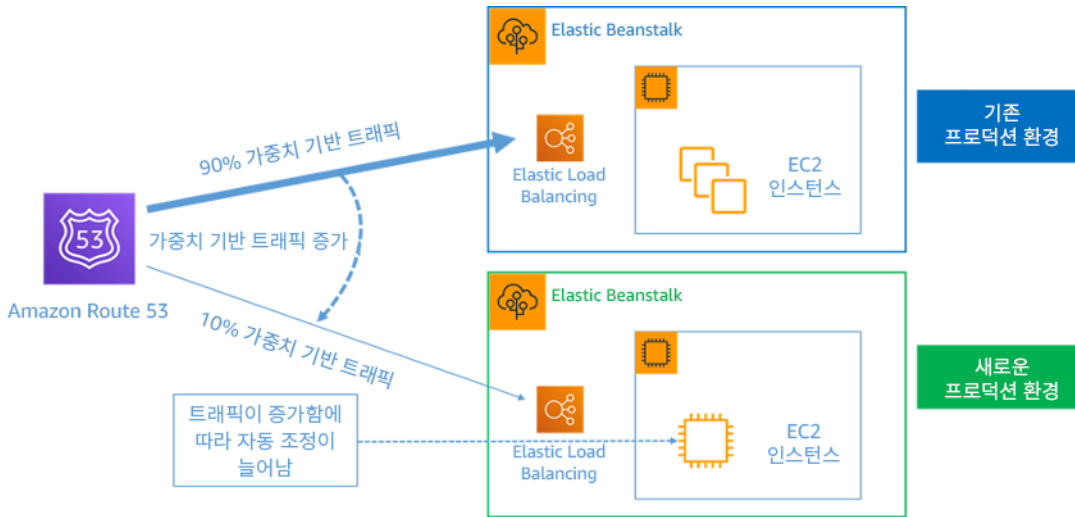 Elastic Beanstalk
90% 가중치 기반 트래픽
Elastic Load
Balancing
EC2
인스턴스
기존
프로덕션 환경
53
가중치 기반 트래픽 증가
Amazon Route 53
10% 가중치 기반 트래픽
Elastic Beanstalk
트래픽이 증가함에
따라 자동 조정이
늘어남
Elastic Load
Balancing
EC2
인스턴스
새로운
프로덕션 환경